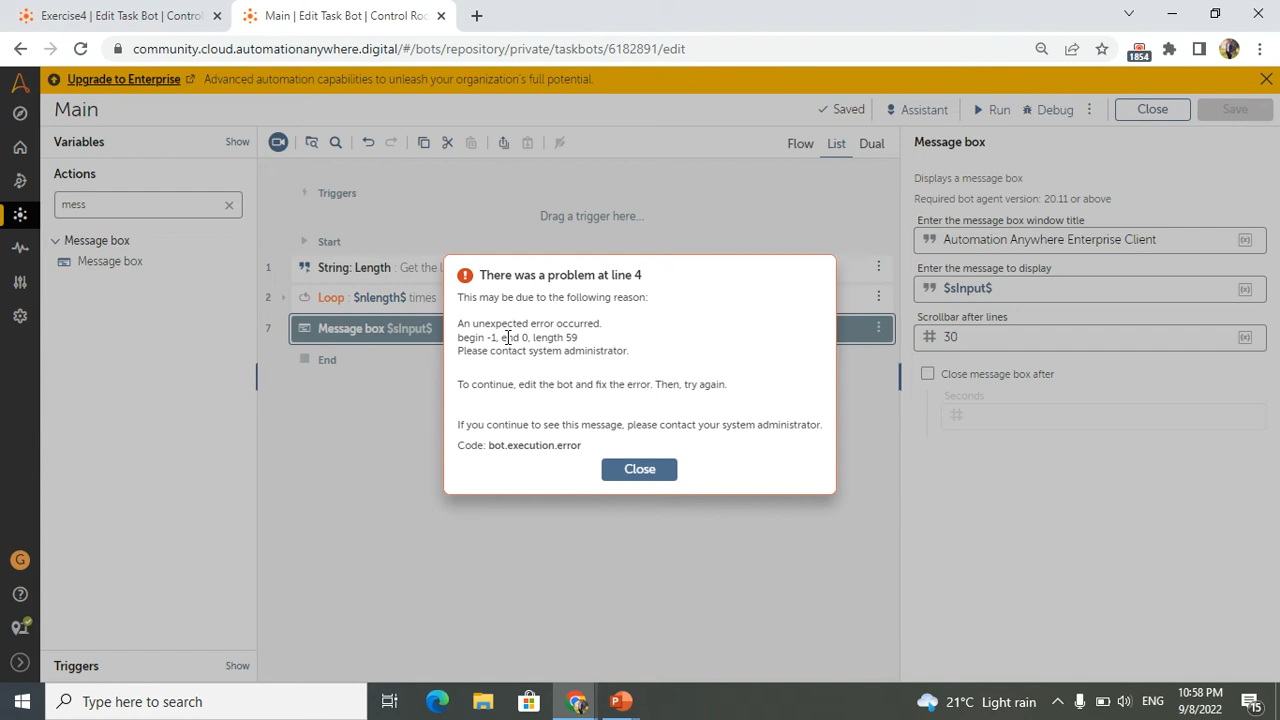 Exercise4 | Edit Task Bot | Control
Main | Edit Task Bot | Control Roo
community.cloud.automationanywhere.digital/#/bots/repository/private/taskbots/6182891/edit
1854
Upgrade to Enterprise Advanced automation capabilities to unleash your organization's full potential.
Main
Saved
Assistant
Run
Debug
Close
Save
Variables
Show
Flow
List
Dual
Message box
Actions
mess
Message box
Message box
Triggers
Drag a trigger here...
Start
1 String: Length : Get the l
2 Loop : $nlength$ times
7 Message box $sInput$
End
Displays a message box
Required bot agent version: 20.11 or above
Enter the message box window title
Automation Anywhere Enterprise Client
Enter the message to display
$sInput$
Scrollbar after lines
30
Close message box after
Seconds
There was a problem at line 4
This may be due to the following reason:
An unexpected error occurred.
begin -1, end 0, length 59
Please contact system administrator.
To continue, edit the bot and fix the error. Then, try again.
If you continue to see this message, please contact your system administrator.
Code: bot.execution.error
Close
G
Triggers
Show
Type here to search
21°C Light rain
ENG
10:58 PM
9/8/2022
15